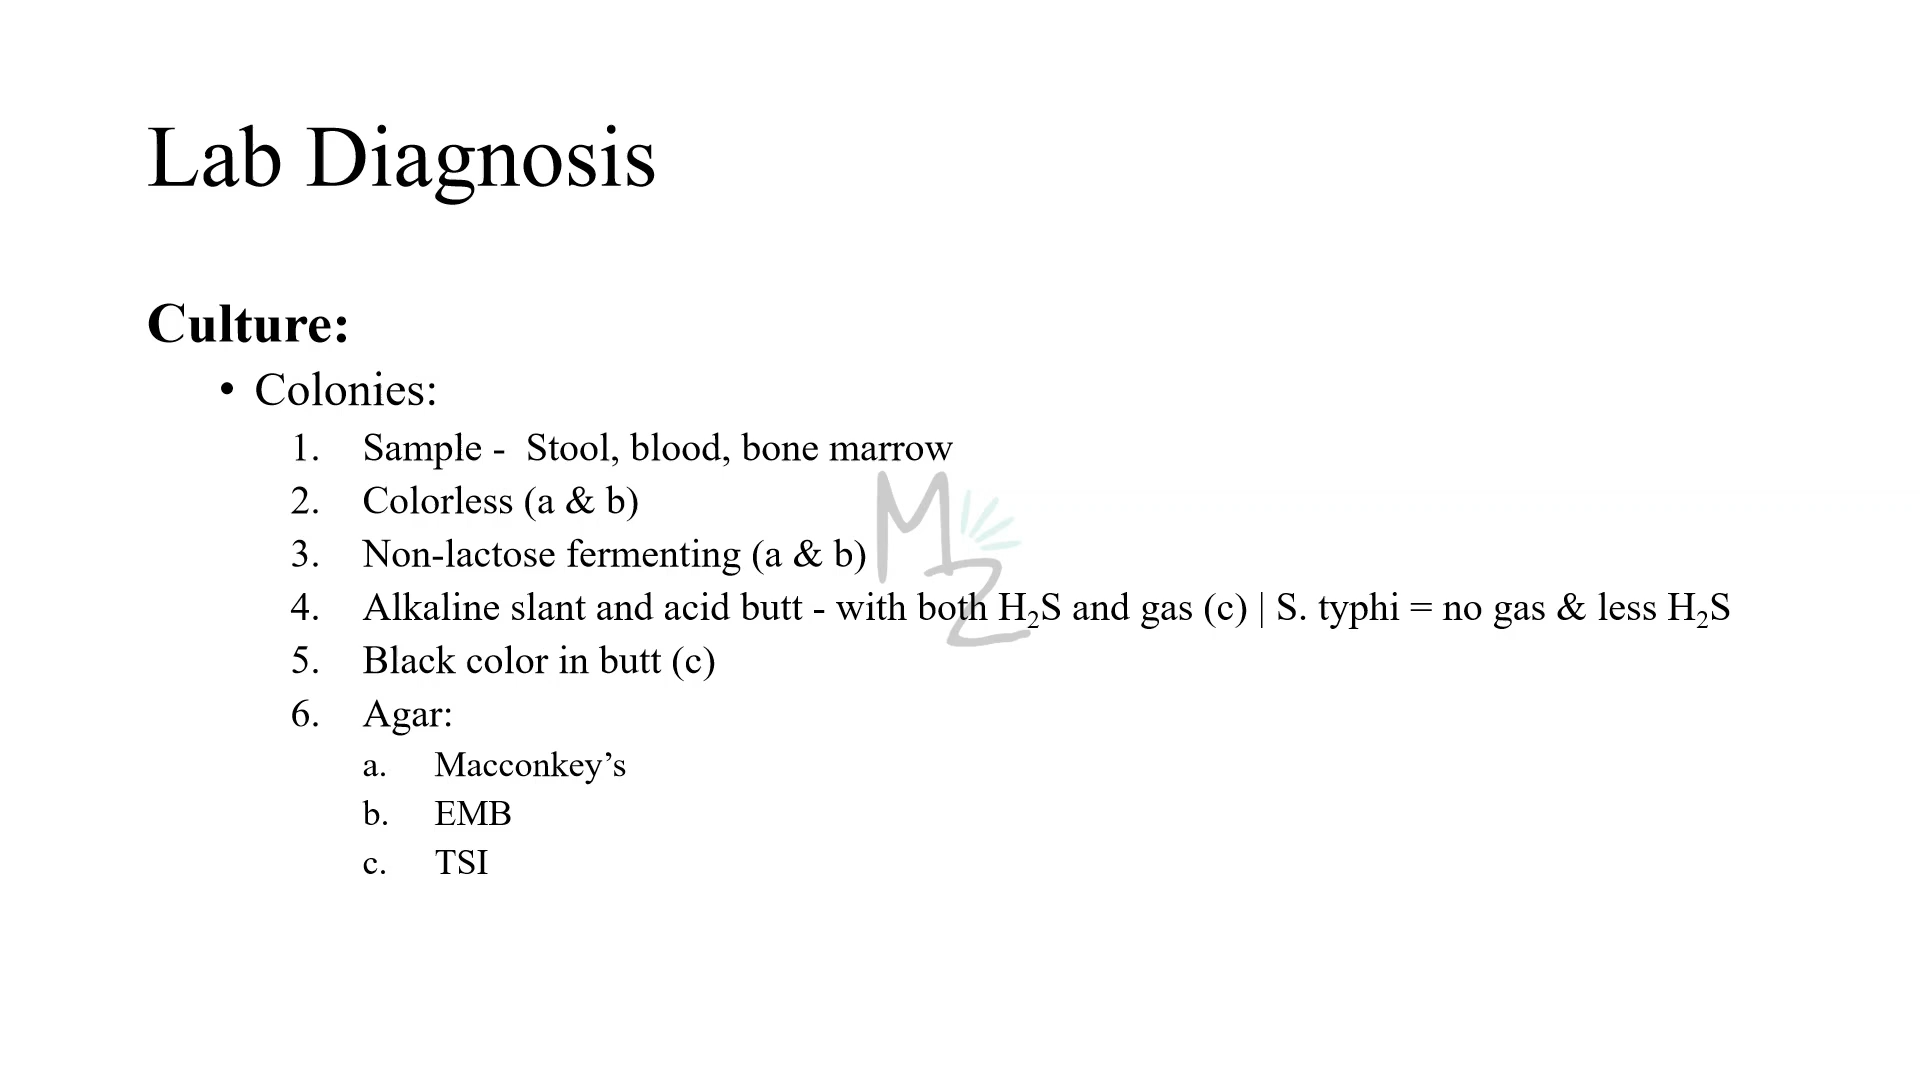 Lab Diagnosis
Culture:
• Colonies:
1. Sample - Stool, blood, bone marrow
2. Colorless (a & b)
3. Non-lactose fermenting (a & b)
4. Alkaline slant and acid butt - with both H₂S and gas (c) | S. typhi = no gas & less H₂S
5. Black color in butt (c)
6. Agar:
a. Macconkey’s
b. EMB
c. TSI
MZ